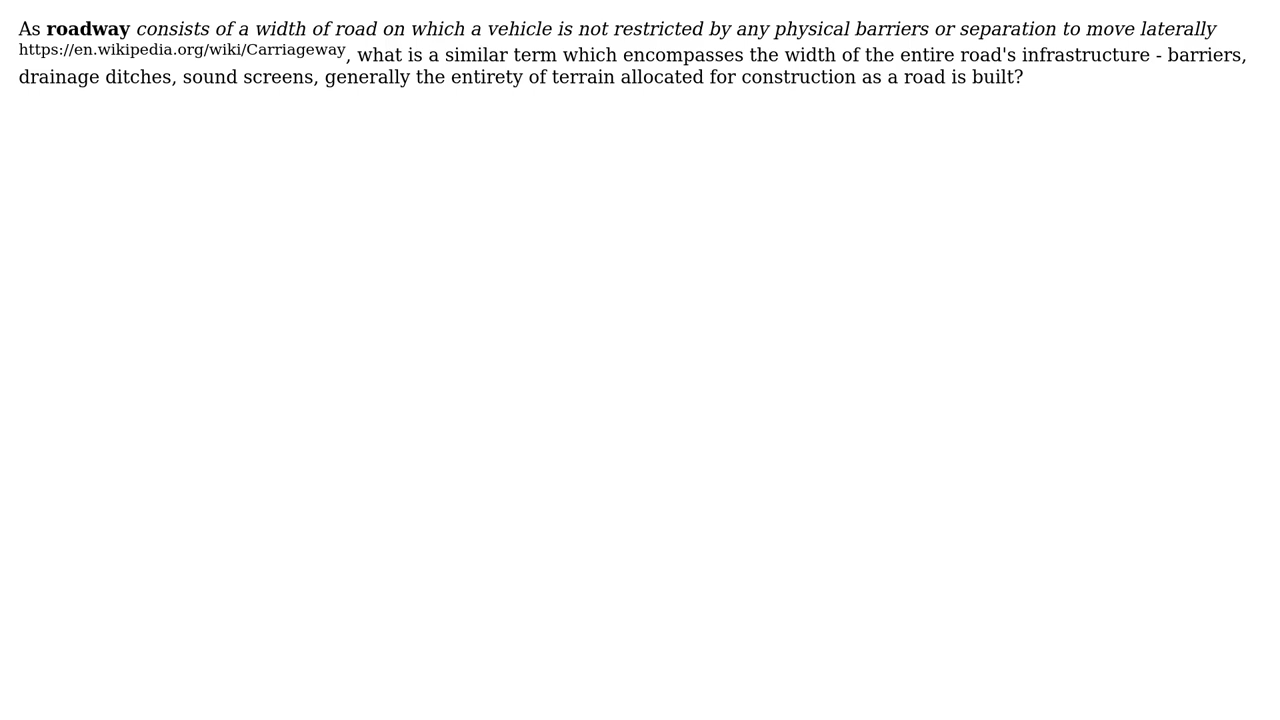 As roadway consists of a width of road on which a vehicle is not restricted by any physical barriers or separation to move laterally
https://en.wikipedia.org/wiki/Carriageway, what is a similar term which encompasses the width of the entire road's infrastructure - barriers,
drainage ditches, sound screens, generally the entirety of terrain allocated for construction as a road is built?